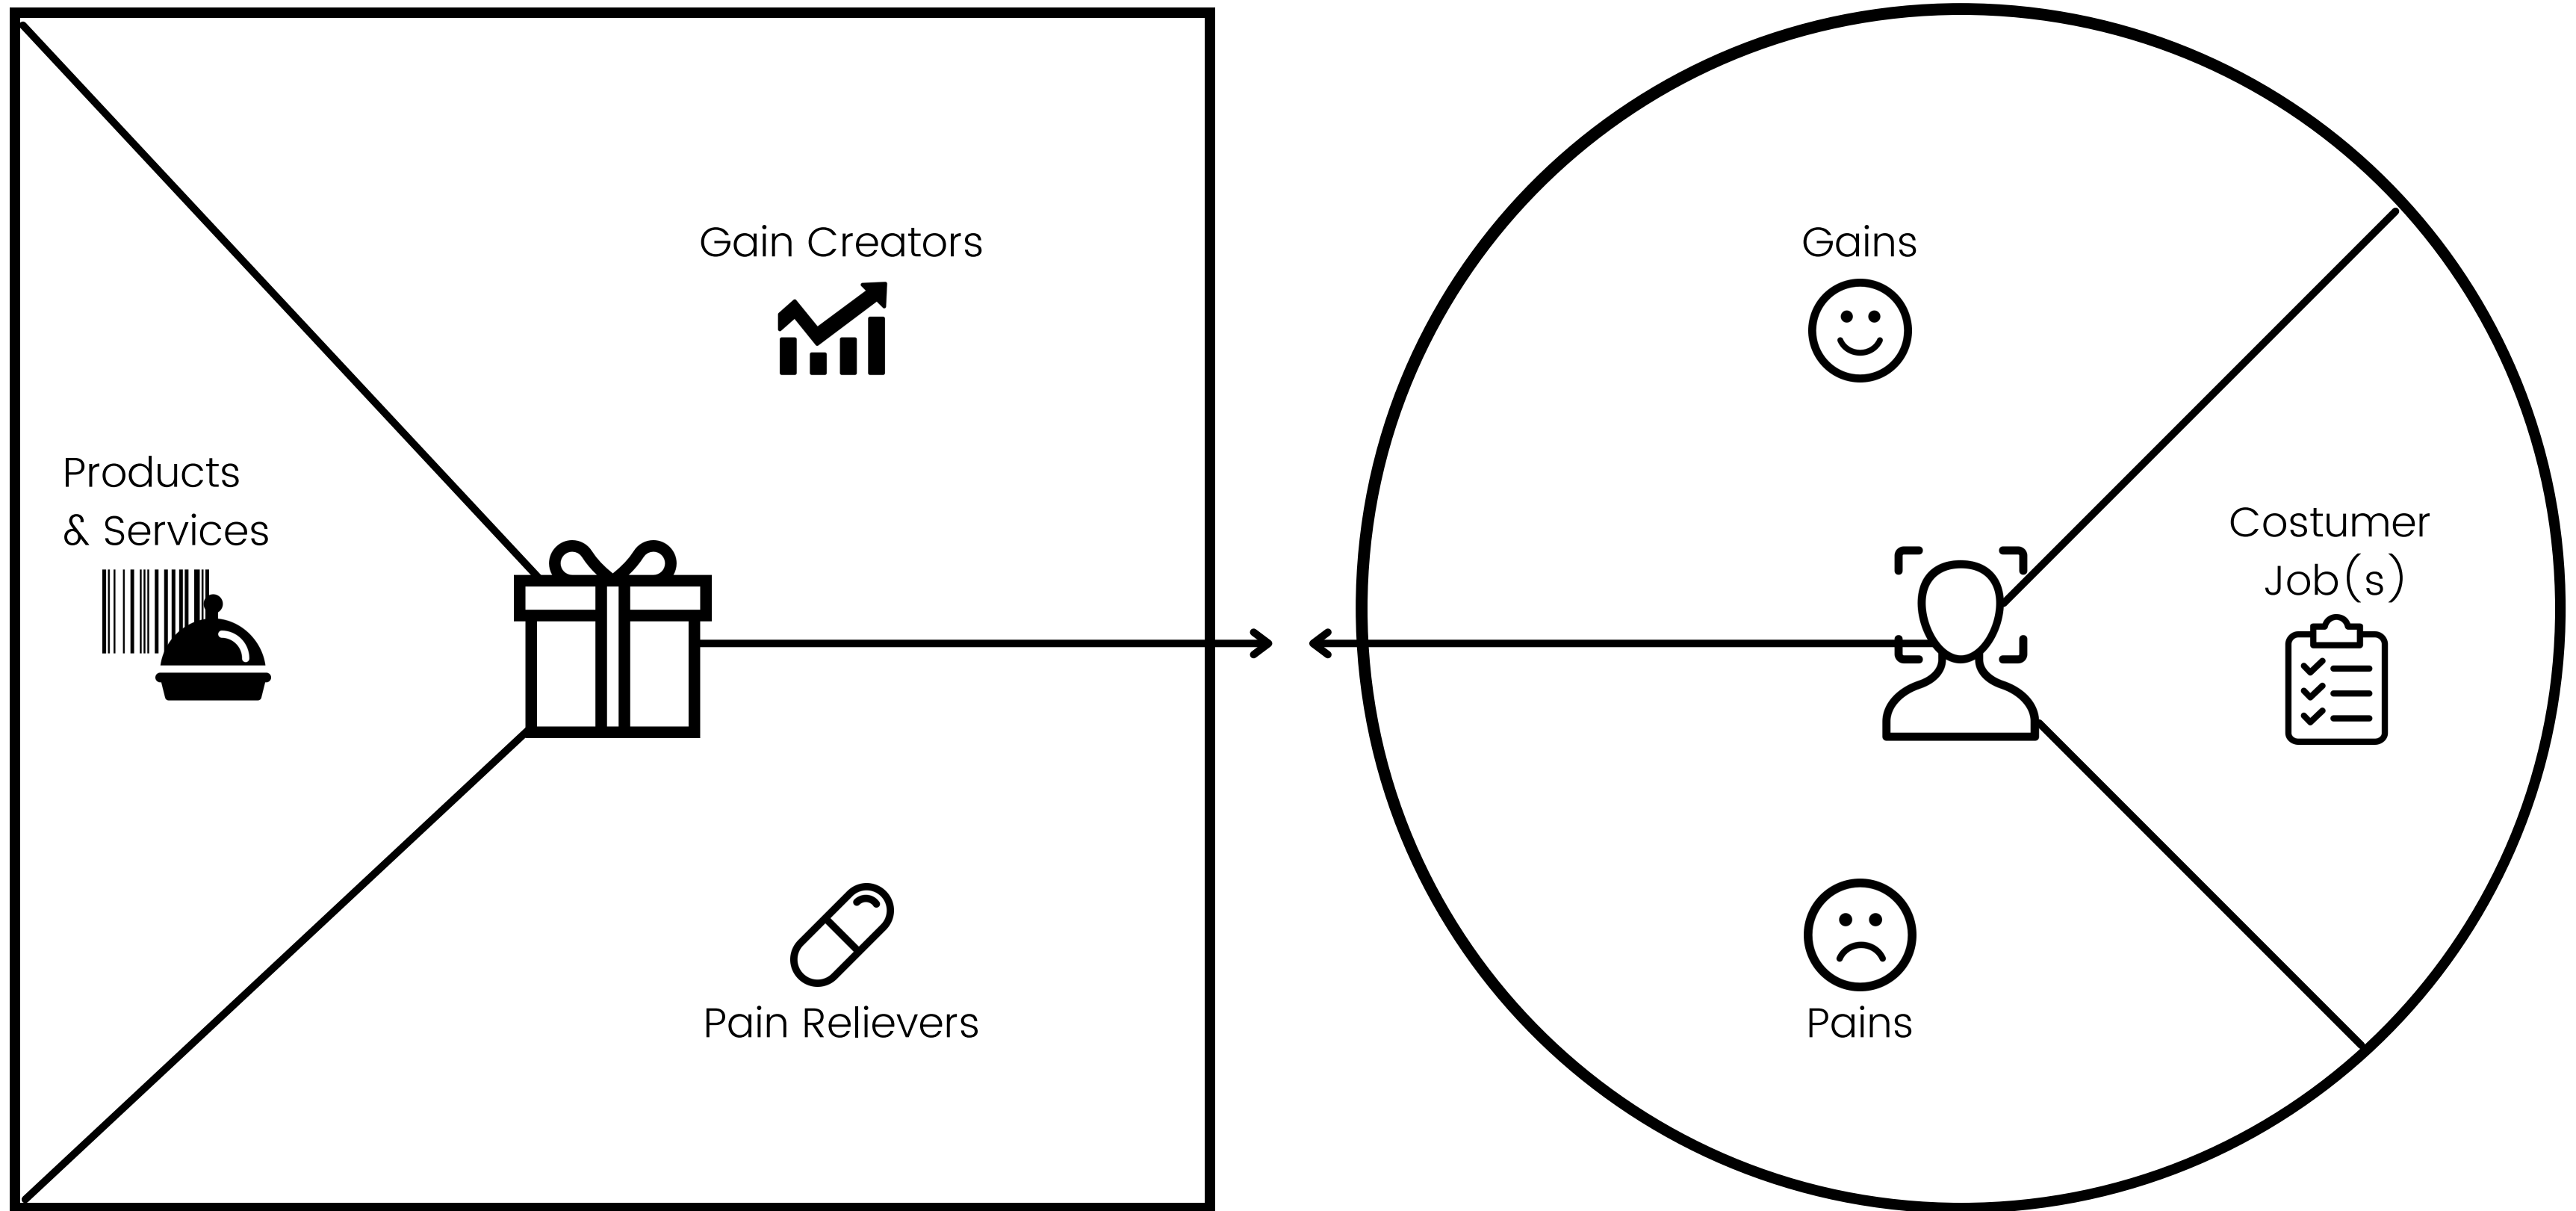 Gain Creators
Products
& Services
Pain Relievers
Gains
Costumer
Job(s)
Pains